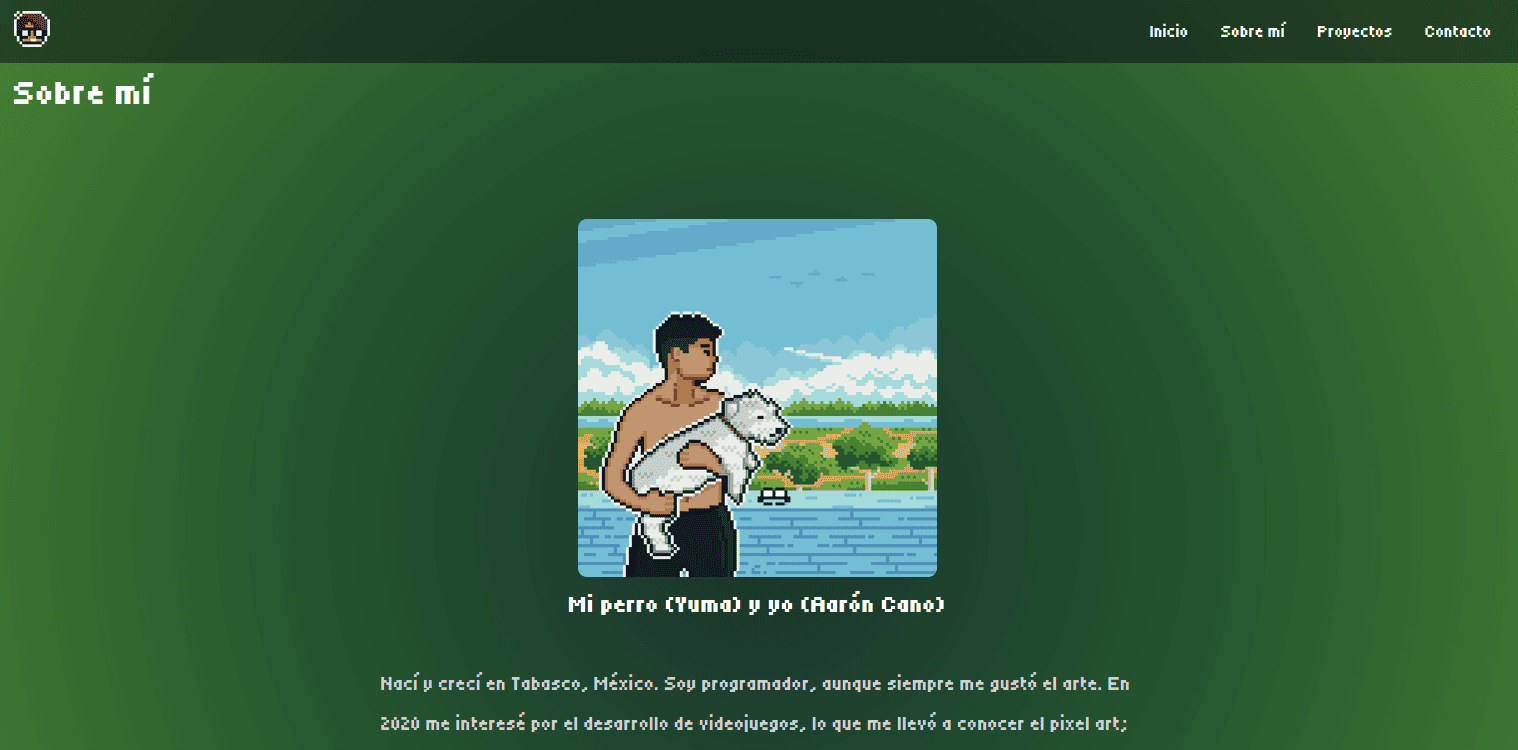 Inicio Sobre mí Proyectos Contacto
Sobre mí
Mi perro (Yuma) y yo (Aarón Cano)
Nací y crecí en Tabasco, México. Soy programador, aunque siempre me gustó el arte. En
2020 me interesé por el desarrollo de videojuegos, lo que me llevó a conocer el pixel art;